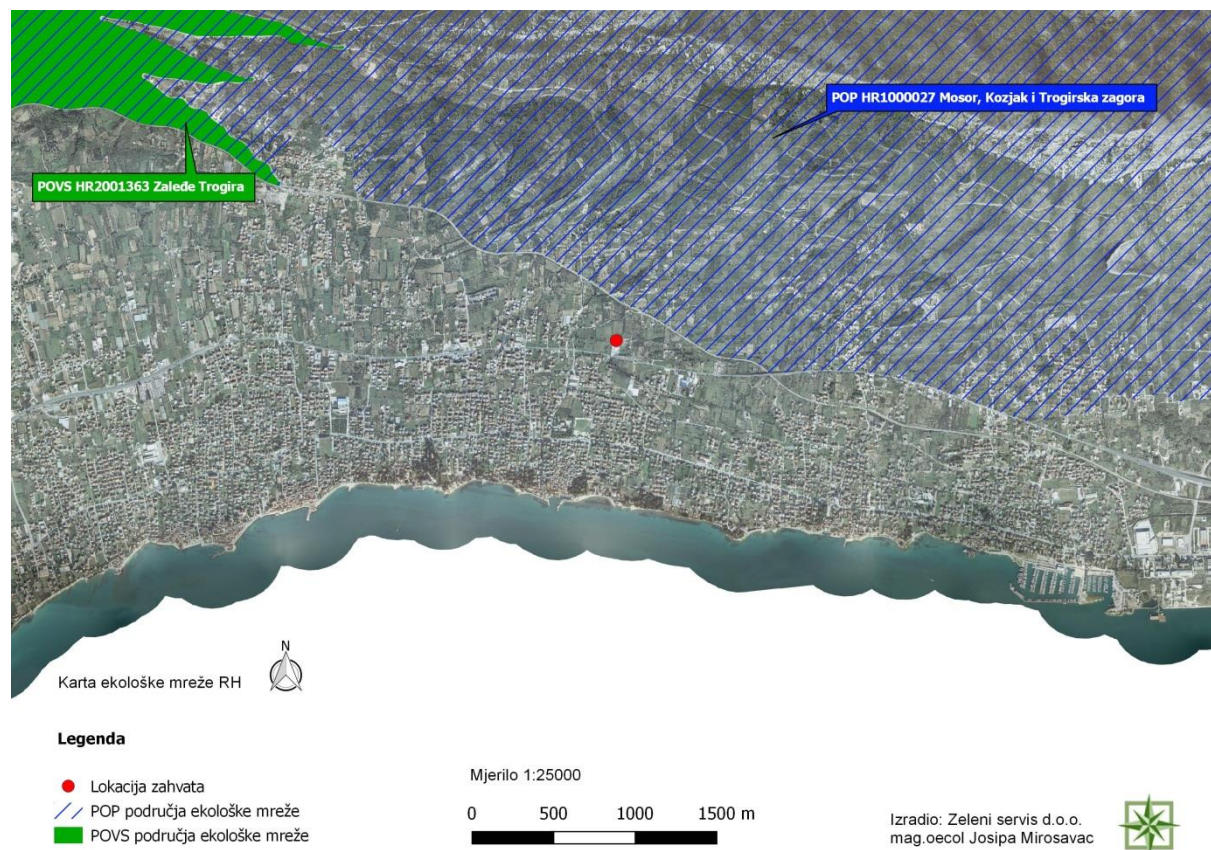 POP HR1000027 Mosor, Kozjak i Trogirska zagora
POVS HR2001363 Zaleđe Trogira
N
Karta ekološke mreže RH
Legenda
Lokacija zahvata
POP područja ekološke mreže
POVS područja ekološke mreže
Mjerilo 1:25000
0 500 1000 1500 m
Izradio: Zeleni servis d.o.o.
mag.oecol Josipa Mirosavac